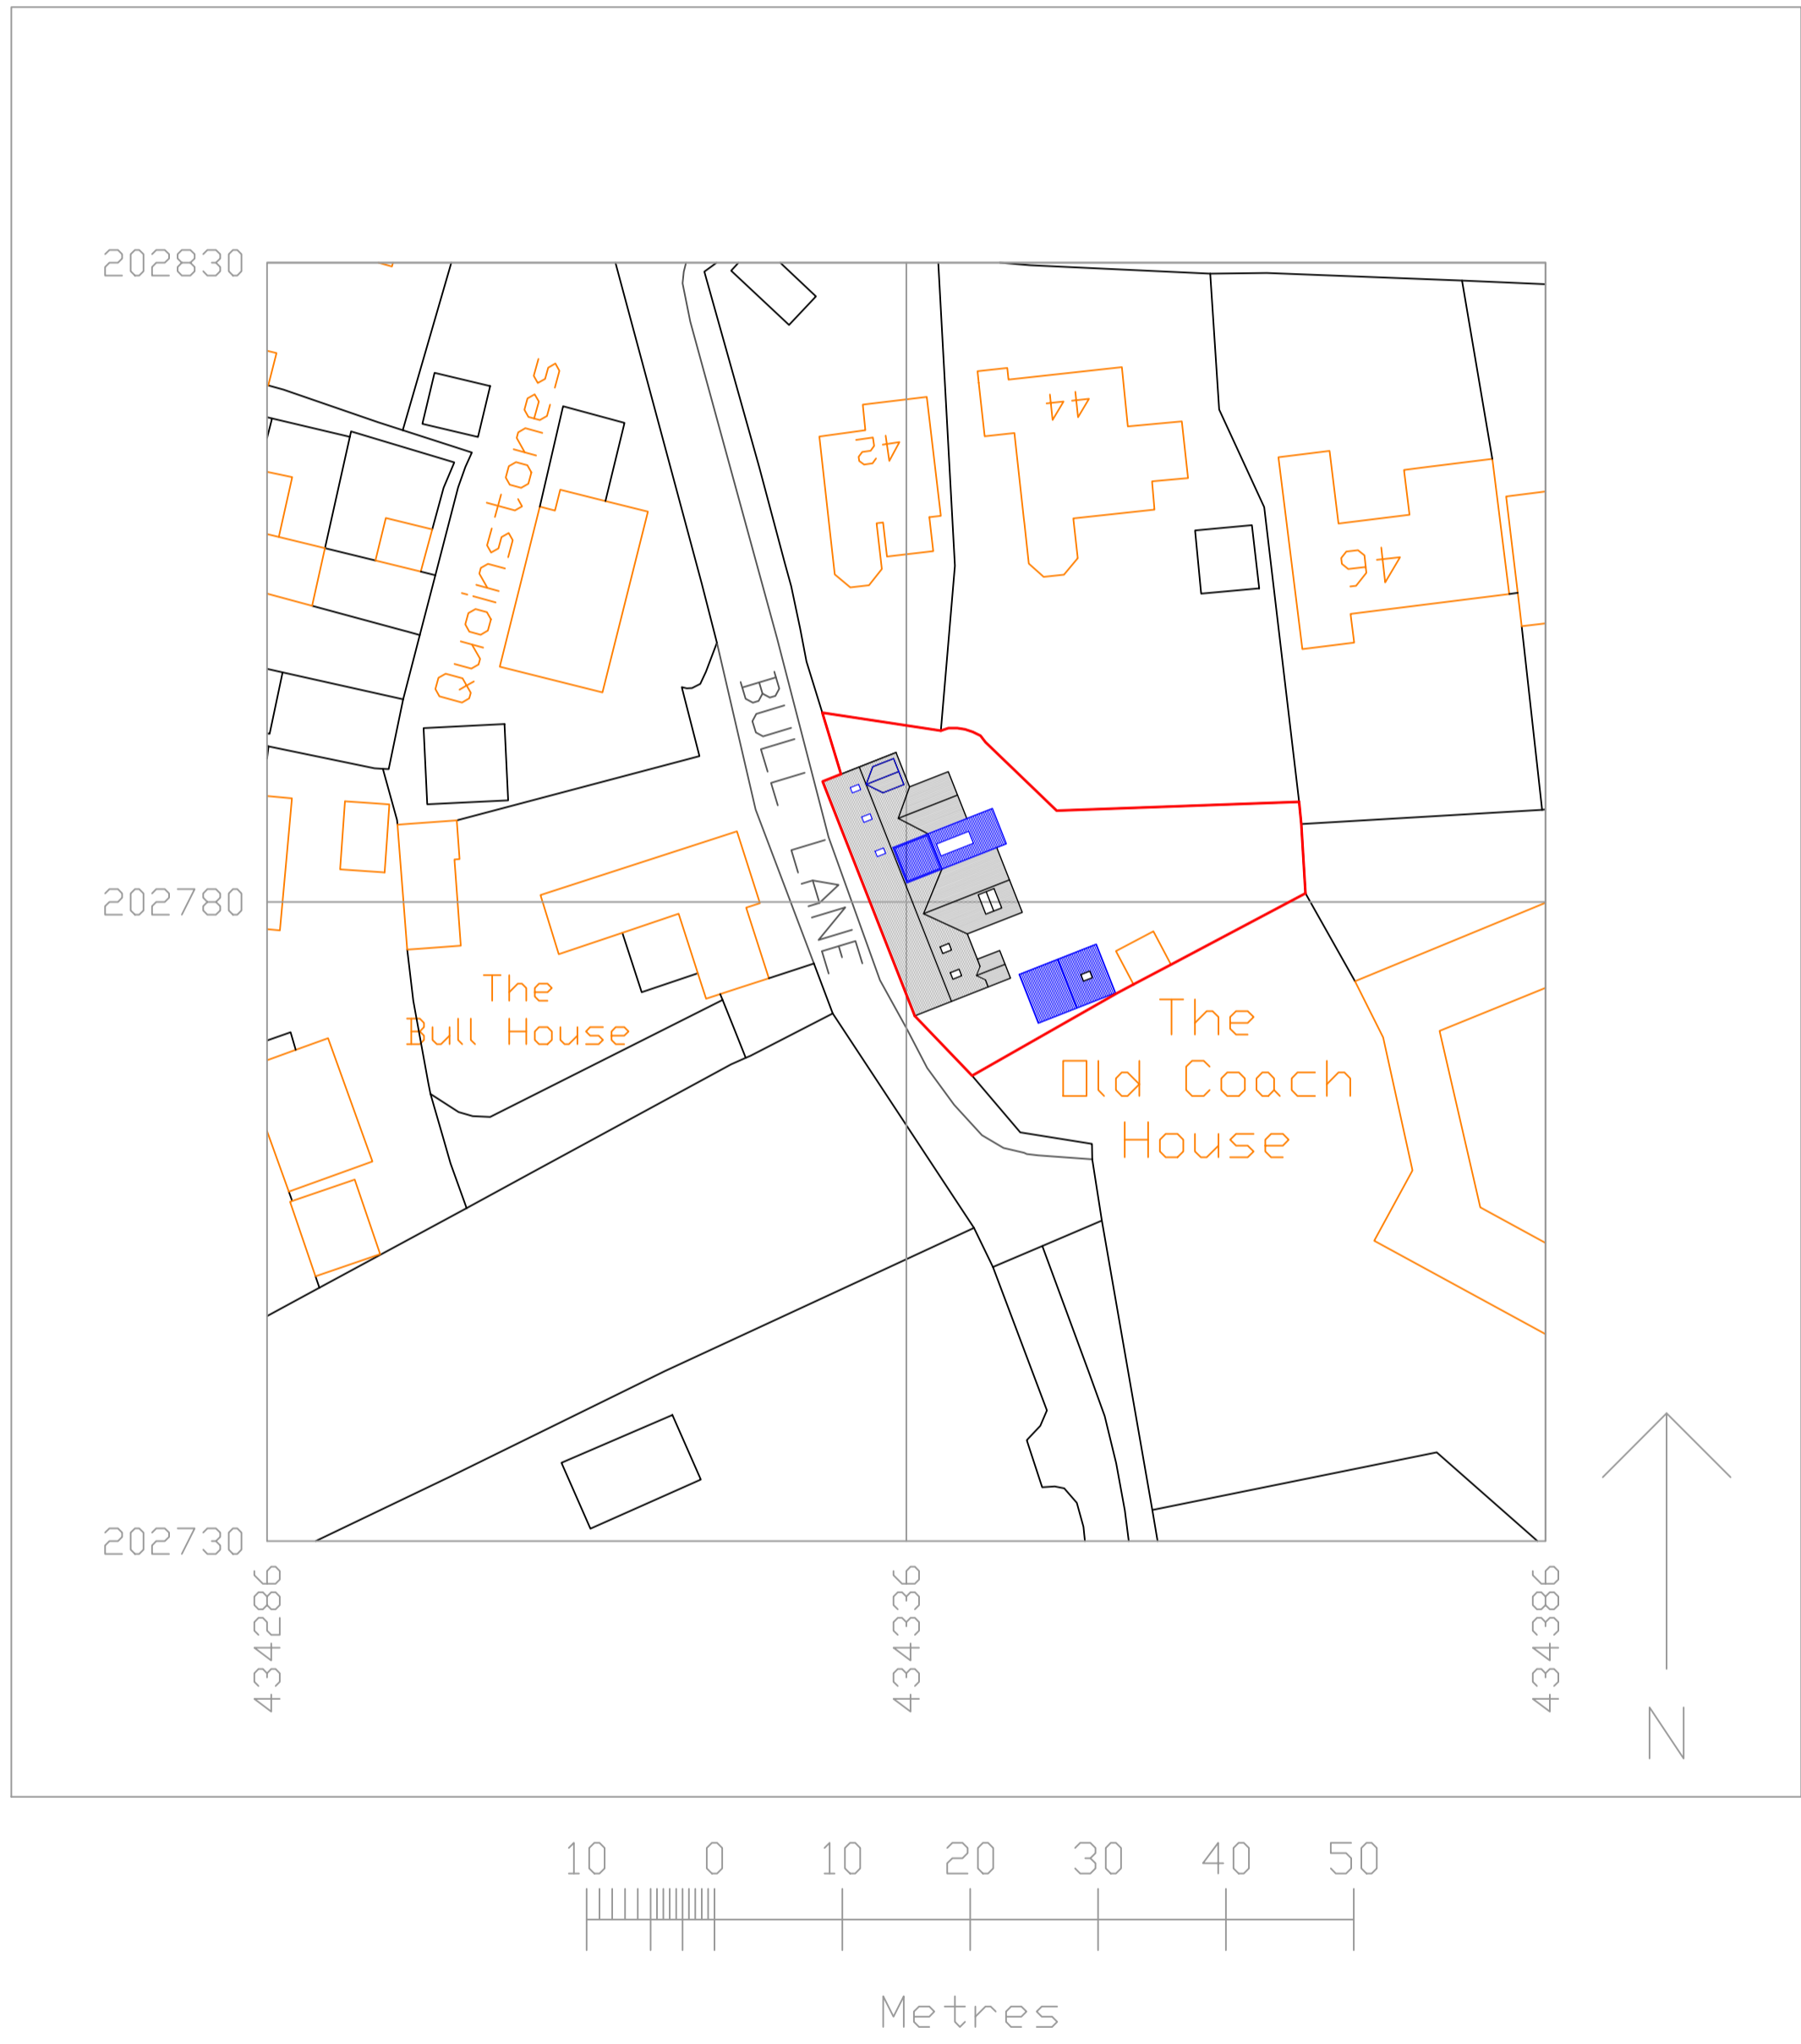 202830
Quoinstones
45
44
46
BULL LANE
202780
The
Bull House
The
Old Coach
House
202730
434286
434336
434386
N
10 0 10 20 30 40 50
Metres